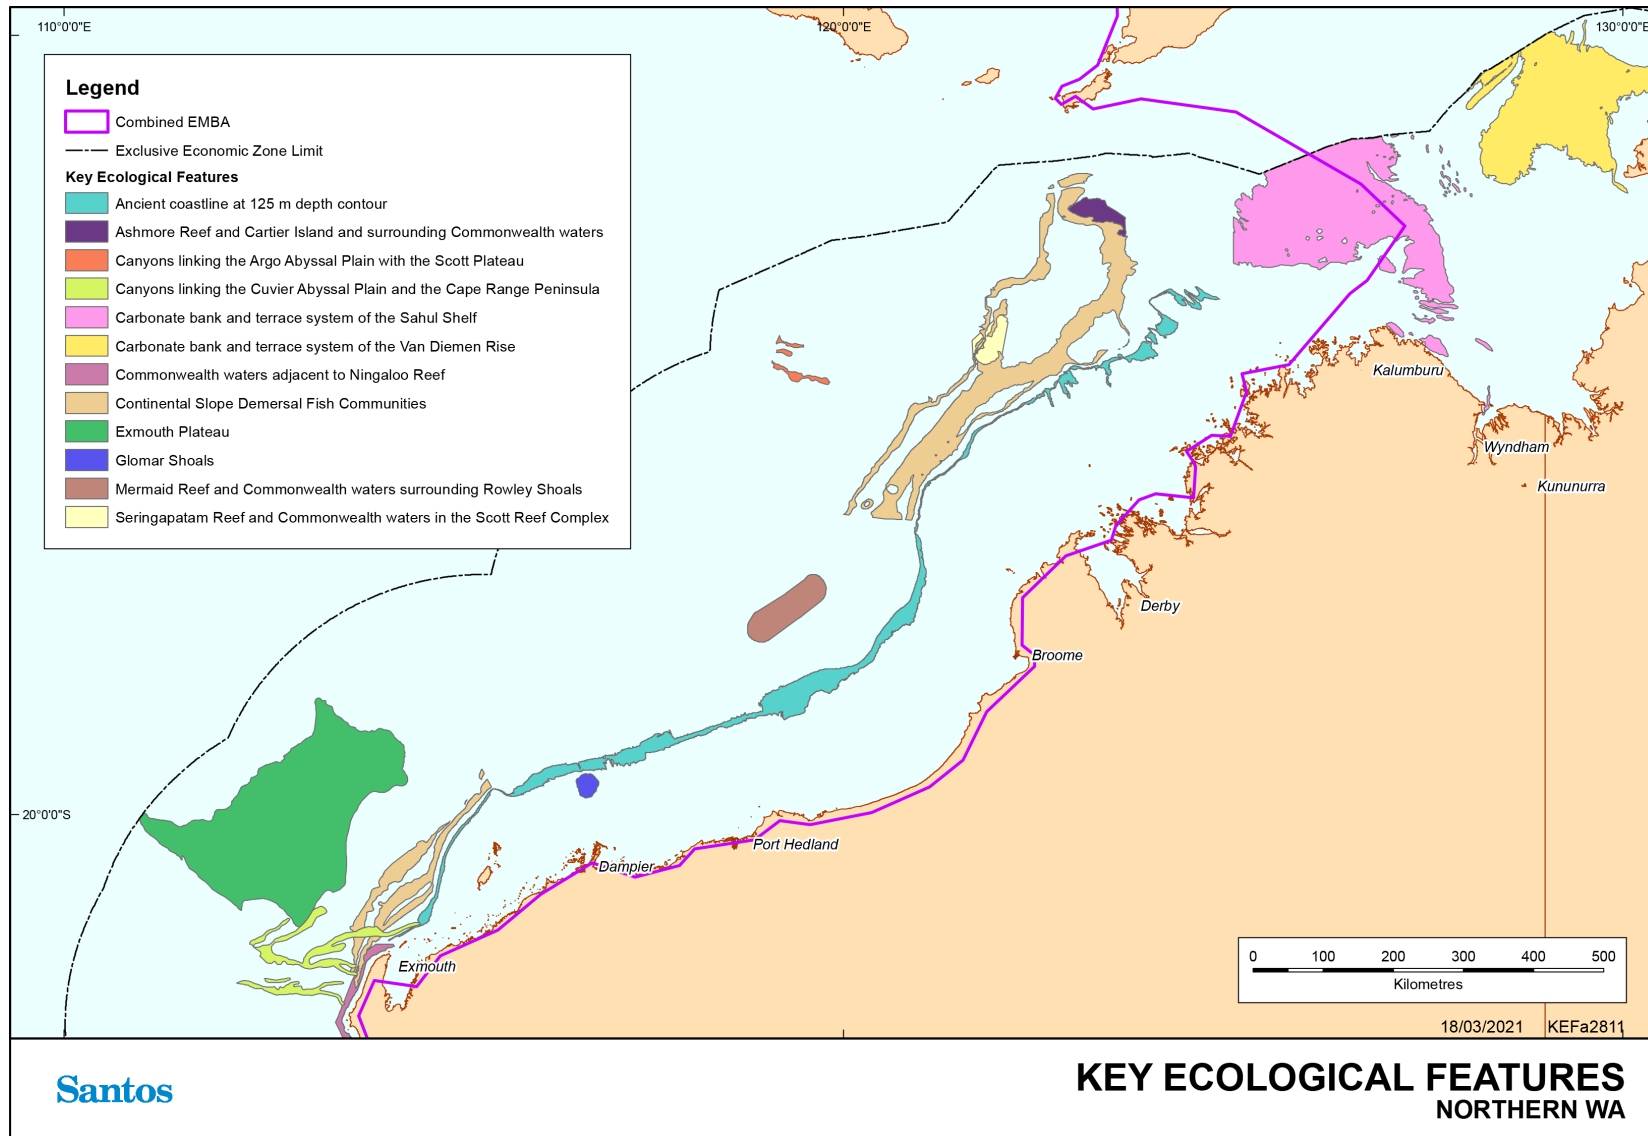 110°0'0"E
120°0'0"E
130°0'0"E
Legend
Combined EMBA
Exclusive Economic Zone Limit
Key Ecological Features
Ancient coastline at 125 m depth contour
Ashmore Reef and Cartier Island and surrounding Commonwealth waters
Canyons linking the Argo Abyssal Plain with the Scott Plateau
Canyons linking the Cuvier Abyssal Plain and the Cape Range Peninsula
Carbonate bank and terrace system of the Sahul Shelf
Carbonate bank and terrace system of the Van Diemen Rise
Commonwealth waters adjacent to Ningaloo Reef
Continental Slope Demersal Fish Communities
Exmouth Plateau
Glomar Shoals
Mermaid Reef and Commonwealth waters surrounding Rowley Shoals
Seringapatam Reef and Commonwealth waters in the Scott Reef Complex
Kalumburu
Wyndham
Kununurra
Derby
Broome
20°0'0"S
Port Hedland
Dampier
Exmouth
0 100 200 300 400 500
Kilometres
18/03/2021 KEFa2811
Santos
KEY ECOLOGICAL FEATURES
NORTHERN WA